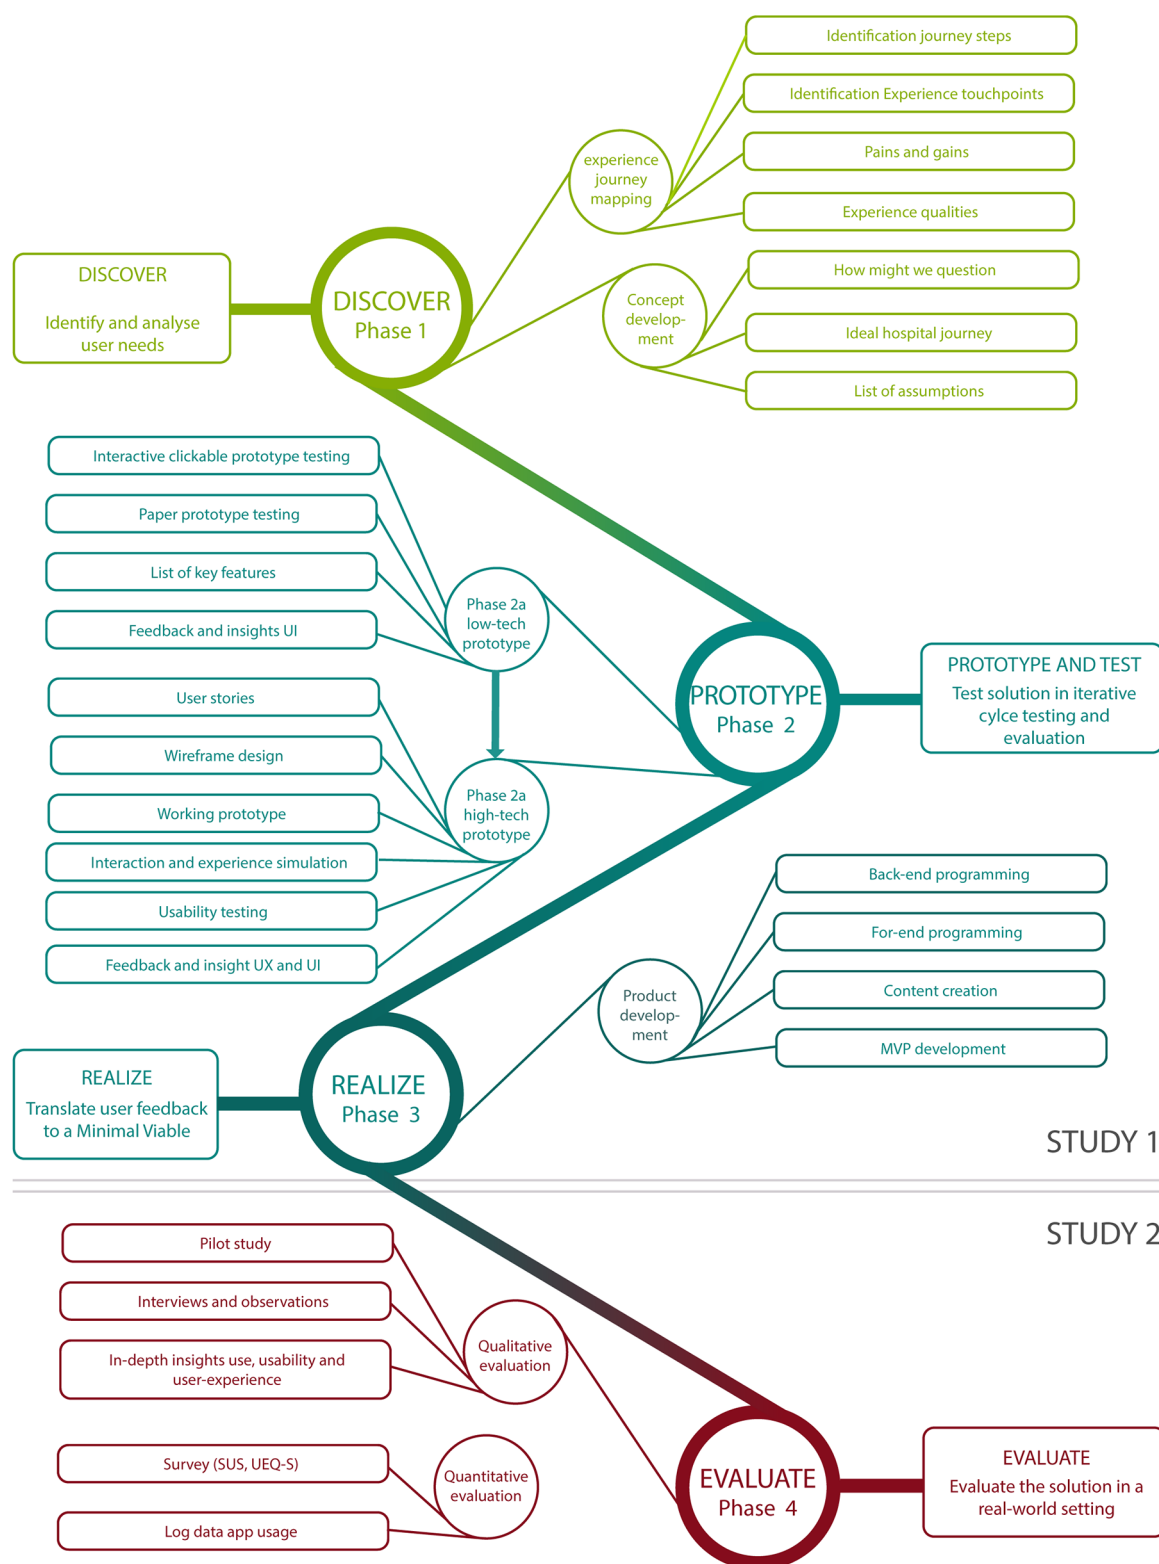 Identification journey steps
Identification Experience touchpoints
Pains and gains
Experience qualities
experience
journey
mapping
DISCOVER
Identify and analyse
user needs
DISCOVER
Phase 1
How might we question
Ideal hospital journey
List of assumptions
Concept
develop-
ment
Interactive clickable prototype testing
Paper prototype testing
List of key features
Feedback and insights UI
Phase 2a
low-tech
prototype
User stories
Wireframe design
Working prototype
Interaction and experience simulation
Usability testing
Feedback and insight UX and UI
Phase 2a
high-tech
prototype
PROTOTYPE
Phase 2
PROTOTYPE AND TEST
Test solution in iterative
cylce testing and
evaluation
Back-end programming
For-end programming
Content creation
MVP development
Product
develop-
ment
REALIZE
Translate user feedback
to a Minimal Viable
REALIZE
Phase 3
STUDY 1
STUDY 2
Pilot study
Interviews and observations
In-depth insights use, usability and
user-experience
Qualitative
evaluation
Survey (SUS, UEQ-S)
Log data app usage
Quantitative
evaluation
EVALUATE
Phase 4
EVALUATE
Evaluate the solution in a
real-world setting